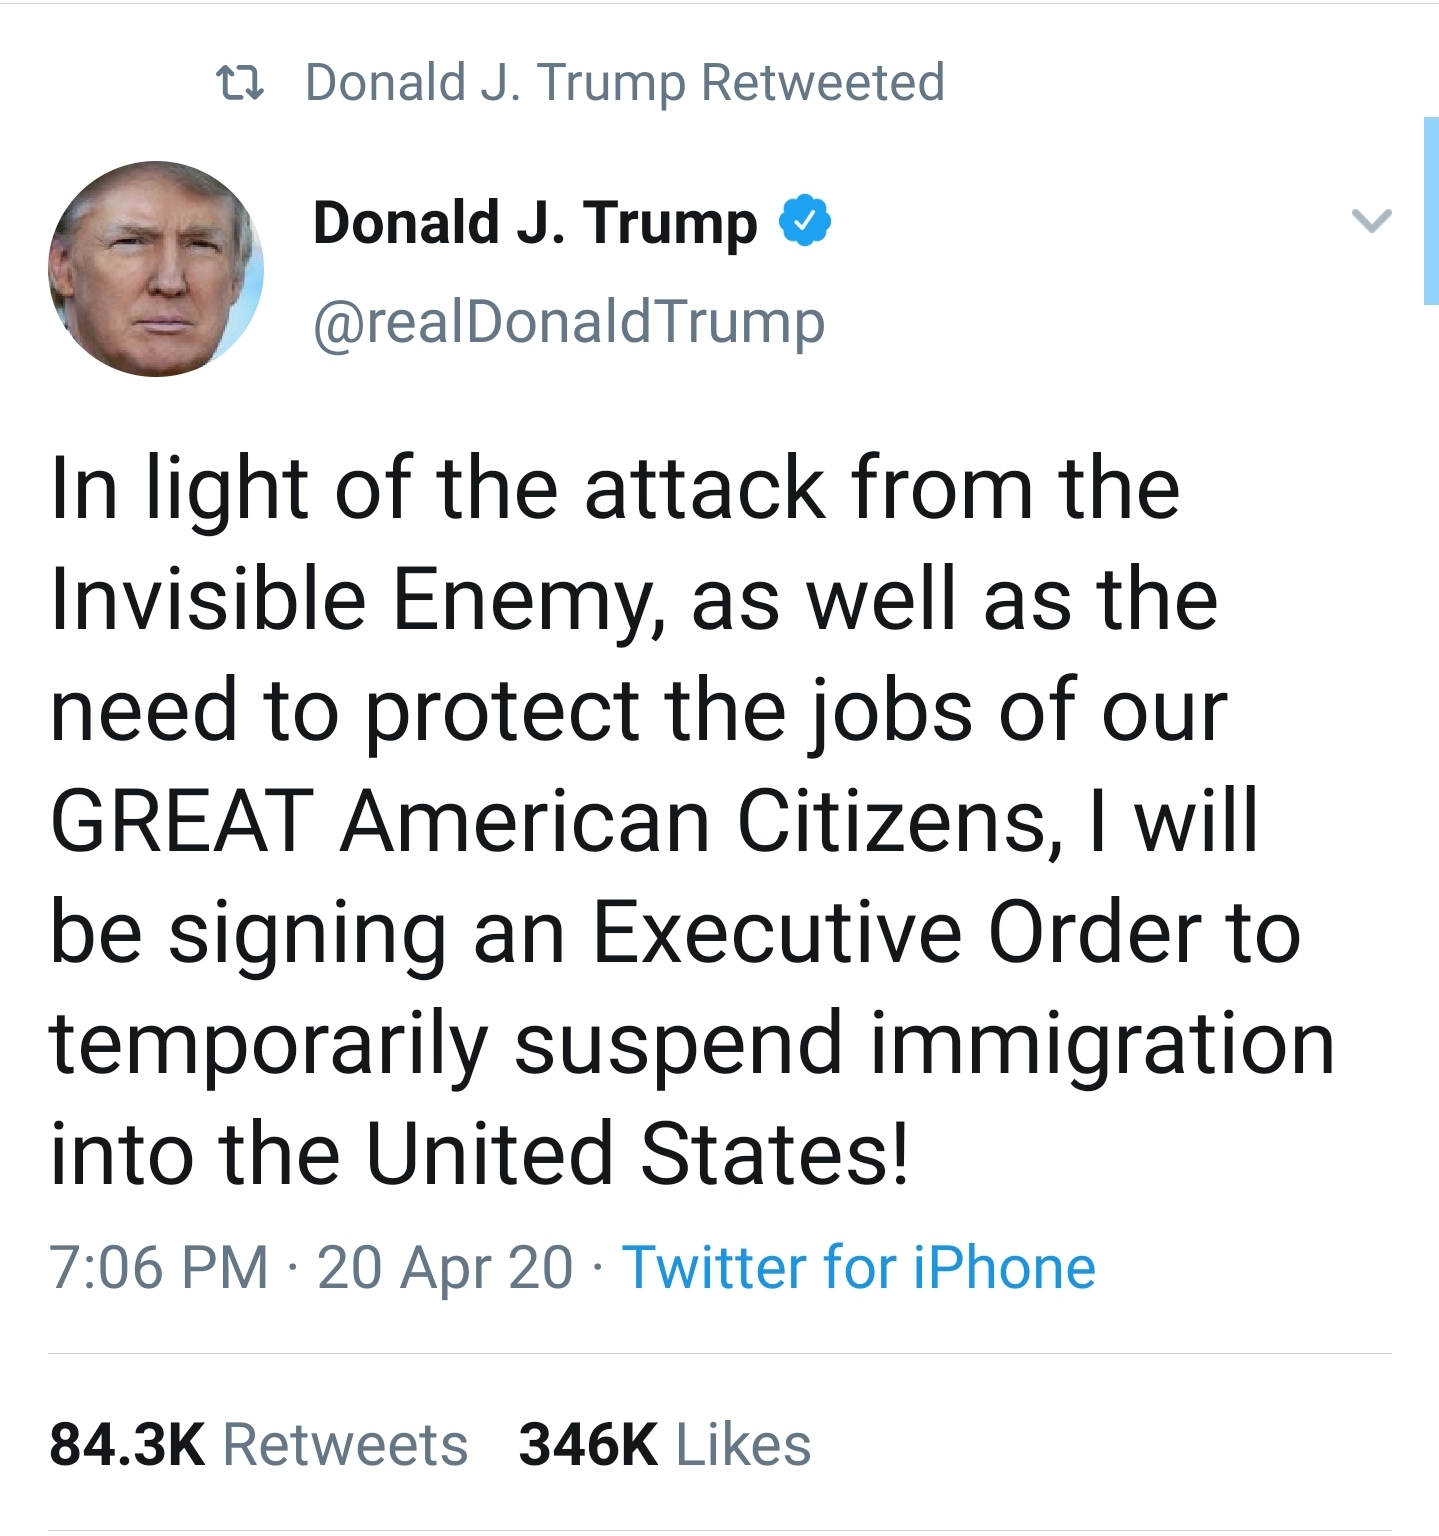 Donald J. Trump Retweeted
Donald J. Trump
@realDonaldTrump
In light of the attack from the
Invisible Enemy, as well as the
need to protect the jobs of our
GREAT American Citizens, I will
be signing an Executive Order to
temporarily suspend immigration
into the United States!
7:06 PM · 20 Apr 20 · Twitter for iPhone
84.3K Retweets 346K Likes